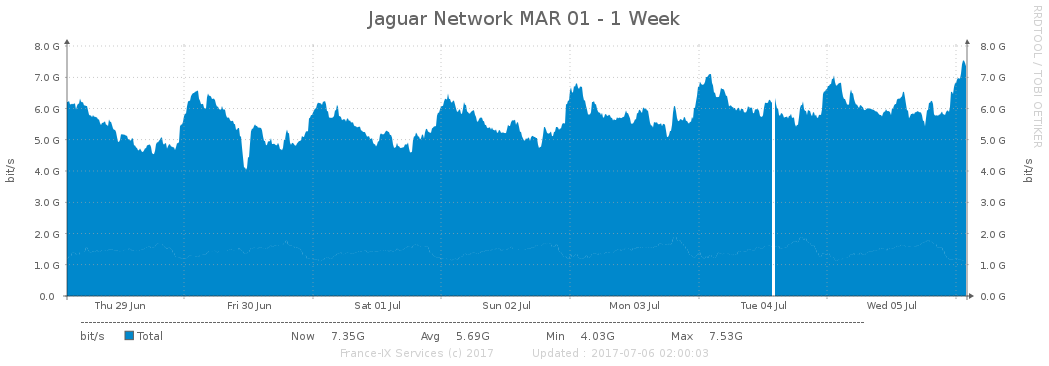 Jaguar Network MAR 01 - 1 Week
RRDTOOL / TOBI OETIKER
bit/s
8.0 G 8.0 G
7.0 G 7.0 G
6.0 G 6.0 G
5.0 G 5.0 G
4.0 G 4.0 G
3.0 G 3.0 G
2.0 G 2.0 G
1.0 G 1.0 G
0.0 0.0 G
bit/s
Thu 29 Jun Fri 30 Jun Sat 01 Jul Sun 02 Jul Mon 03 Jul Tue 04 Jul Wed 05 Jul
bit/s Total Now 7.35G Avg 5.69G Min 4.03G Max 7.53G
France-IX Services (c) 2017 Updated : 2017-07-06 02:00:03